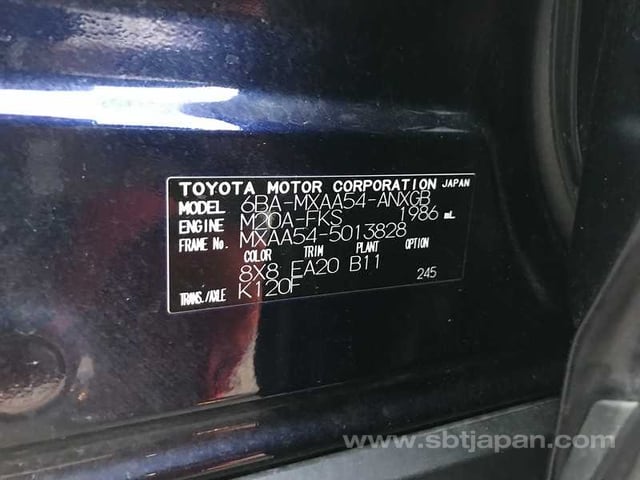 TOYOTA MOTOR CORPORATION JAPAN
MODEL 6BA-MXAA54-ANXGB
ENGINE M20A-FKS 1986 mL
FRAME No. MXAA54-5013828
COLOR TRIM PLANT OPTION
8X8 EA20 B11 245
TRANS./AXLE K120F
www.sbtjapan.com